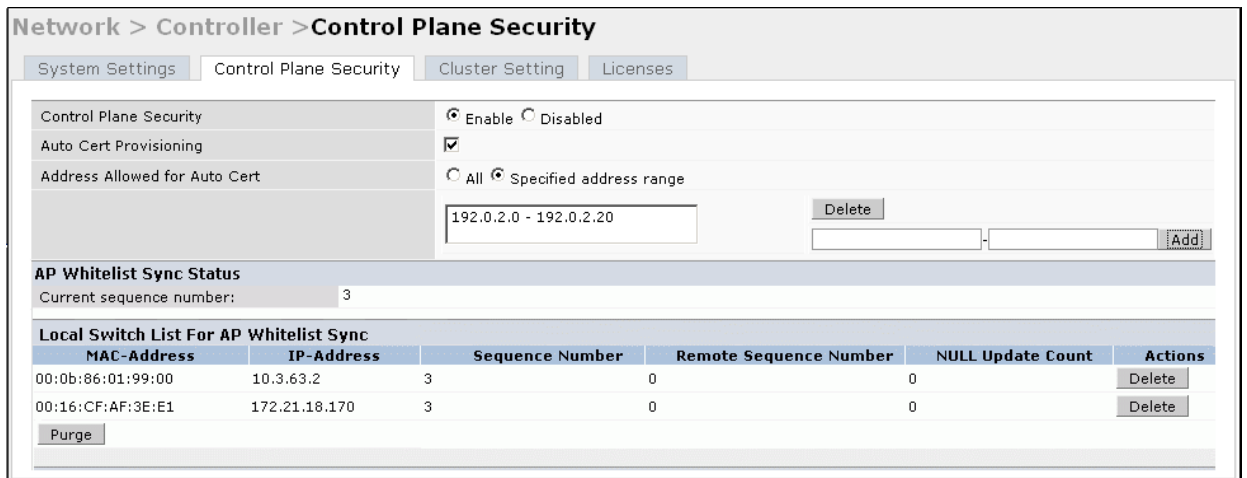 Network > Controller >Control Plane Security
System Settings Control Plane Security Cluster Setting Licenses
Control Plane Security Enable Disabled
Auto Cert Provisioning
Address Allowed for Auto Cert All Specified address range
192.0.2.0 - 192.0.2.20 Delete
- Add
AP Whitelist Sync Status
Current sequence number: 3
Local Switch List For AP Whitelist Sync
MAC-Address IP-Address Sequence Number Remote Sequence Number NULL Update Count Actions
00:0b:86:01:99:00 10.3.63.2 3 0 0 Delete
00:16:CF:AF:3E:E1 172.21.18.170 3 0 0 Delete
Purge